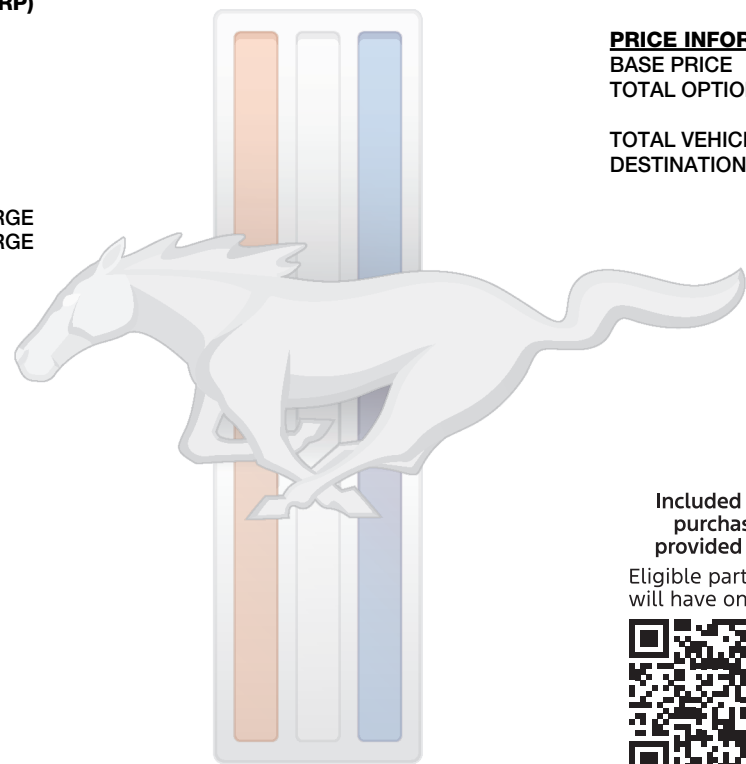 RP)
RGE
RGE
PRICE INFOR
BASE PRICE
TOTAL OPTIO
TOTAL VEHIC
DESTINATION
Included
purchas
provided
Eligible part
will have on